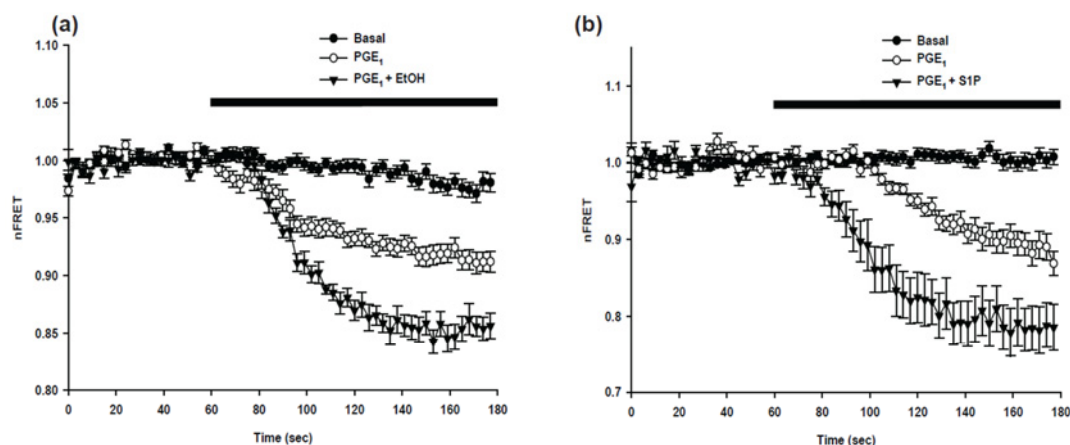 (a)
Basal
PGE₁
PGE₁ + EtOH
nFRET
1.10
1.05
1.00
0.95
0.90
0.85
0.80
0 20 40 60 80 100 120 140 160 180
Time (sec)
(b)
Basal
PGE₁
PGE₁ + S1P
nFRET
1.1
1.0
0.9
0.8
0.7
0 20 40 60 80 100 120 140 160 180
Time (sec)